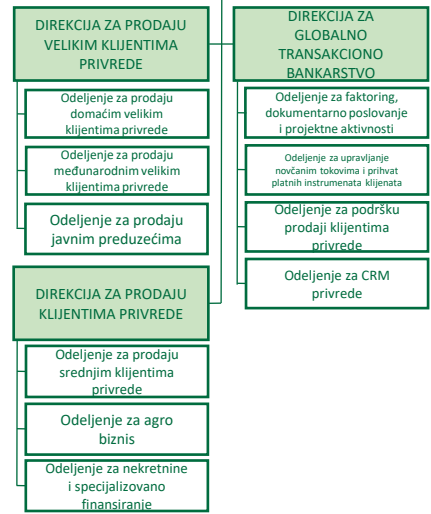 DIREKCIJA ZA PRODAJU
VELIKIM KLIJENTIMA
PRIVREDE
Odeljenje za prodaju
domaćim velikim
klijentima privrede
Odeljenje za prodaju
međunarodnim velikim
klijentima privrede
Odeljenje za prodaju
javnim preduzećima
DIREKCIJA ZA PRODAJU
KLIJENTIMA PRIVREDE
Odeljenje za prodaju
srednjim klijentima
privrede
Odeljenje za agro
biznis
Odeljenje za nekretnine
i specijalizovano
finansiranje
DIREKCIJA ZA
GLOBALNO
TRANSAKCIONO
BANKARSTVO
Odeljenje za faktoring,
dokumentarno poslovanje
i projektne aktivnosti
Odeljenje za upravljanje
novčanim tokovima i prihvat
platnih instrumenata klijenata
Odeljenje za podršku
prodaji klijentima
privrede
Odeljenje za CRM
privrede